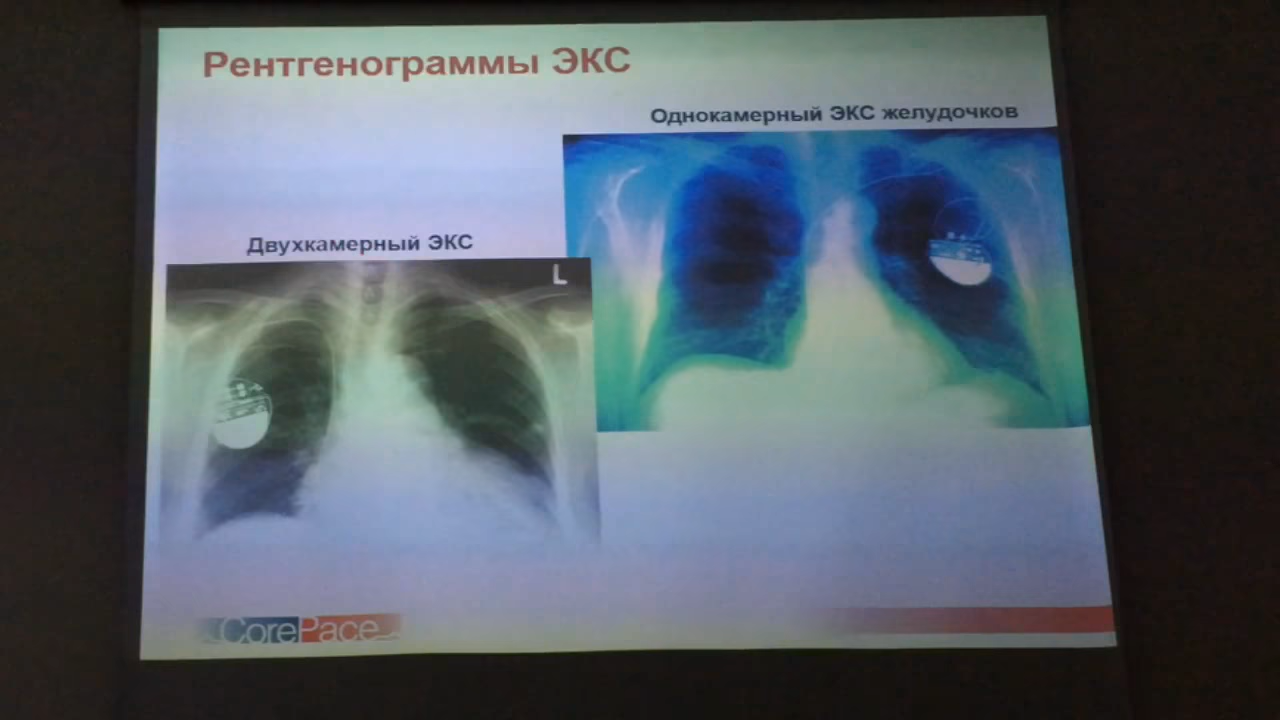 Рентгенограммы ЭКС
Однокамерный ЭКС желудочков
Двухкамерный ЭКС
L
CorePace